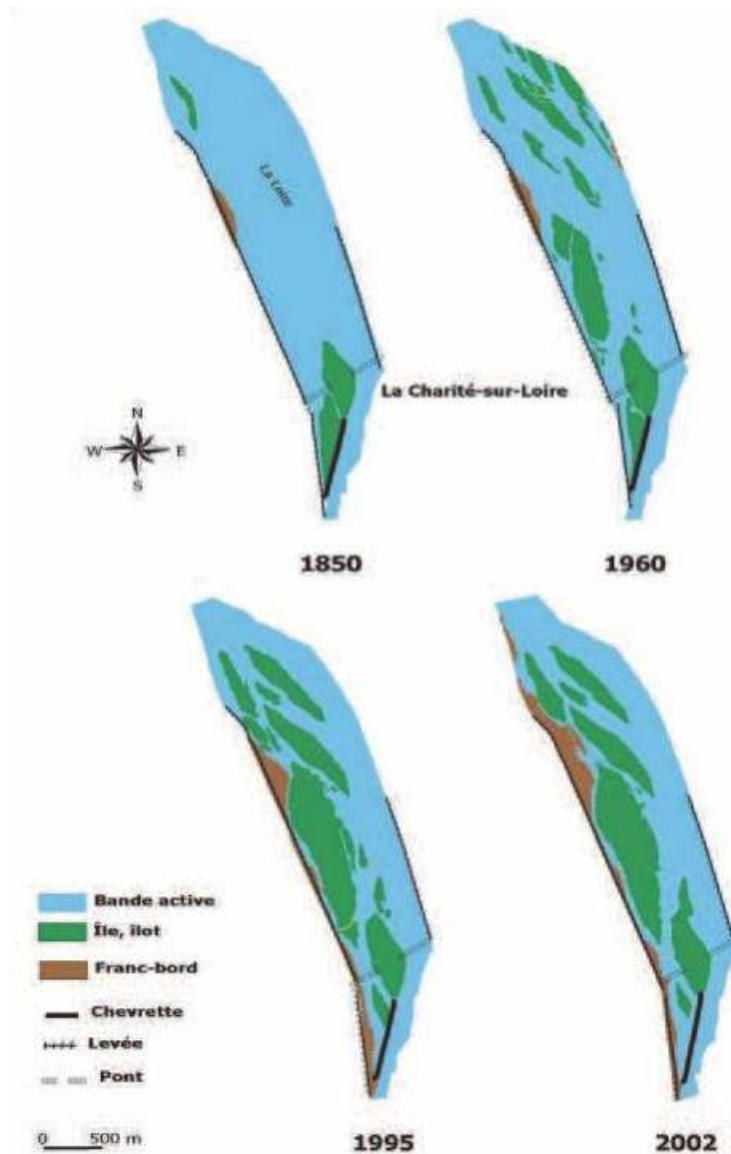 La Loire
La Charité-sur-Loire
N
W E
S
1850
1960
Bande active
Île, îlot
Franc-bord
Chevrette
Levée
Pont
0 500 m
1995
2002